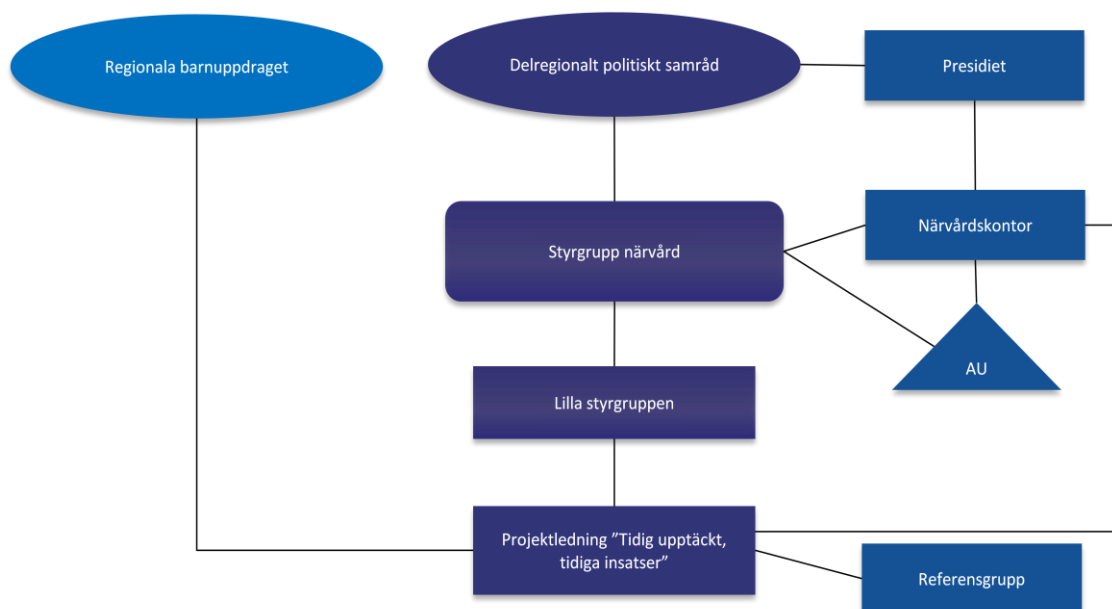 Regionala barnuppdraget
Delregionalt politiskt samråd
Presidiet
Styrgrupp närvård
Närvårdskontor
AU
Lilla styrgruppen
Projektledning ”Tidig upptäckt,
tidiga insatser”
Referensgrupp